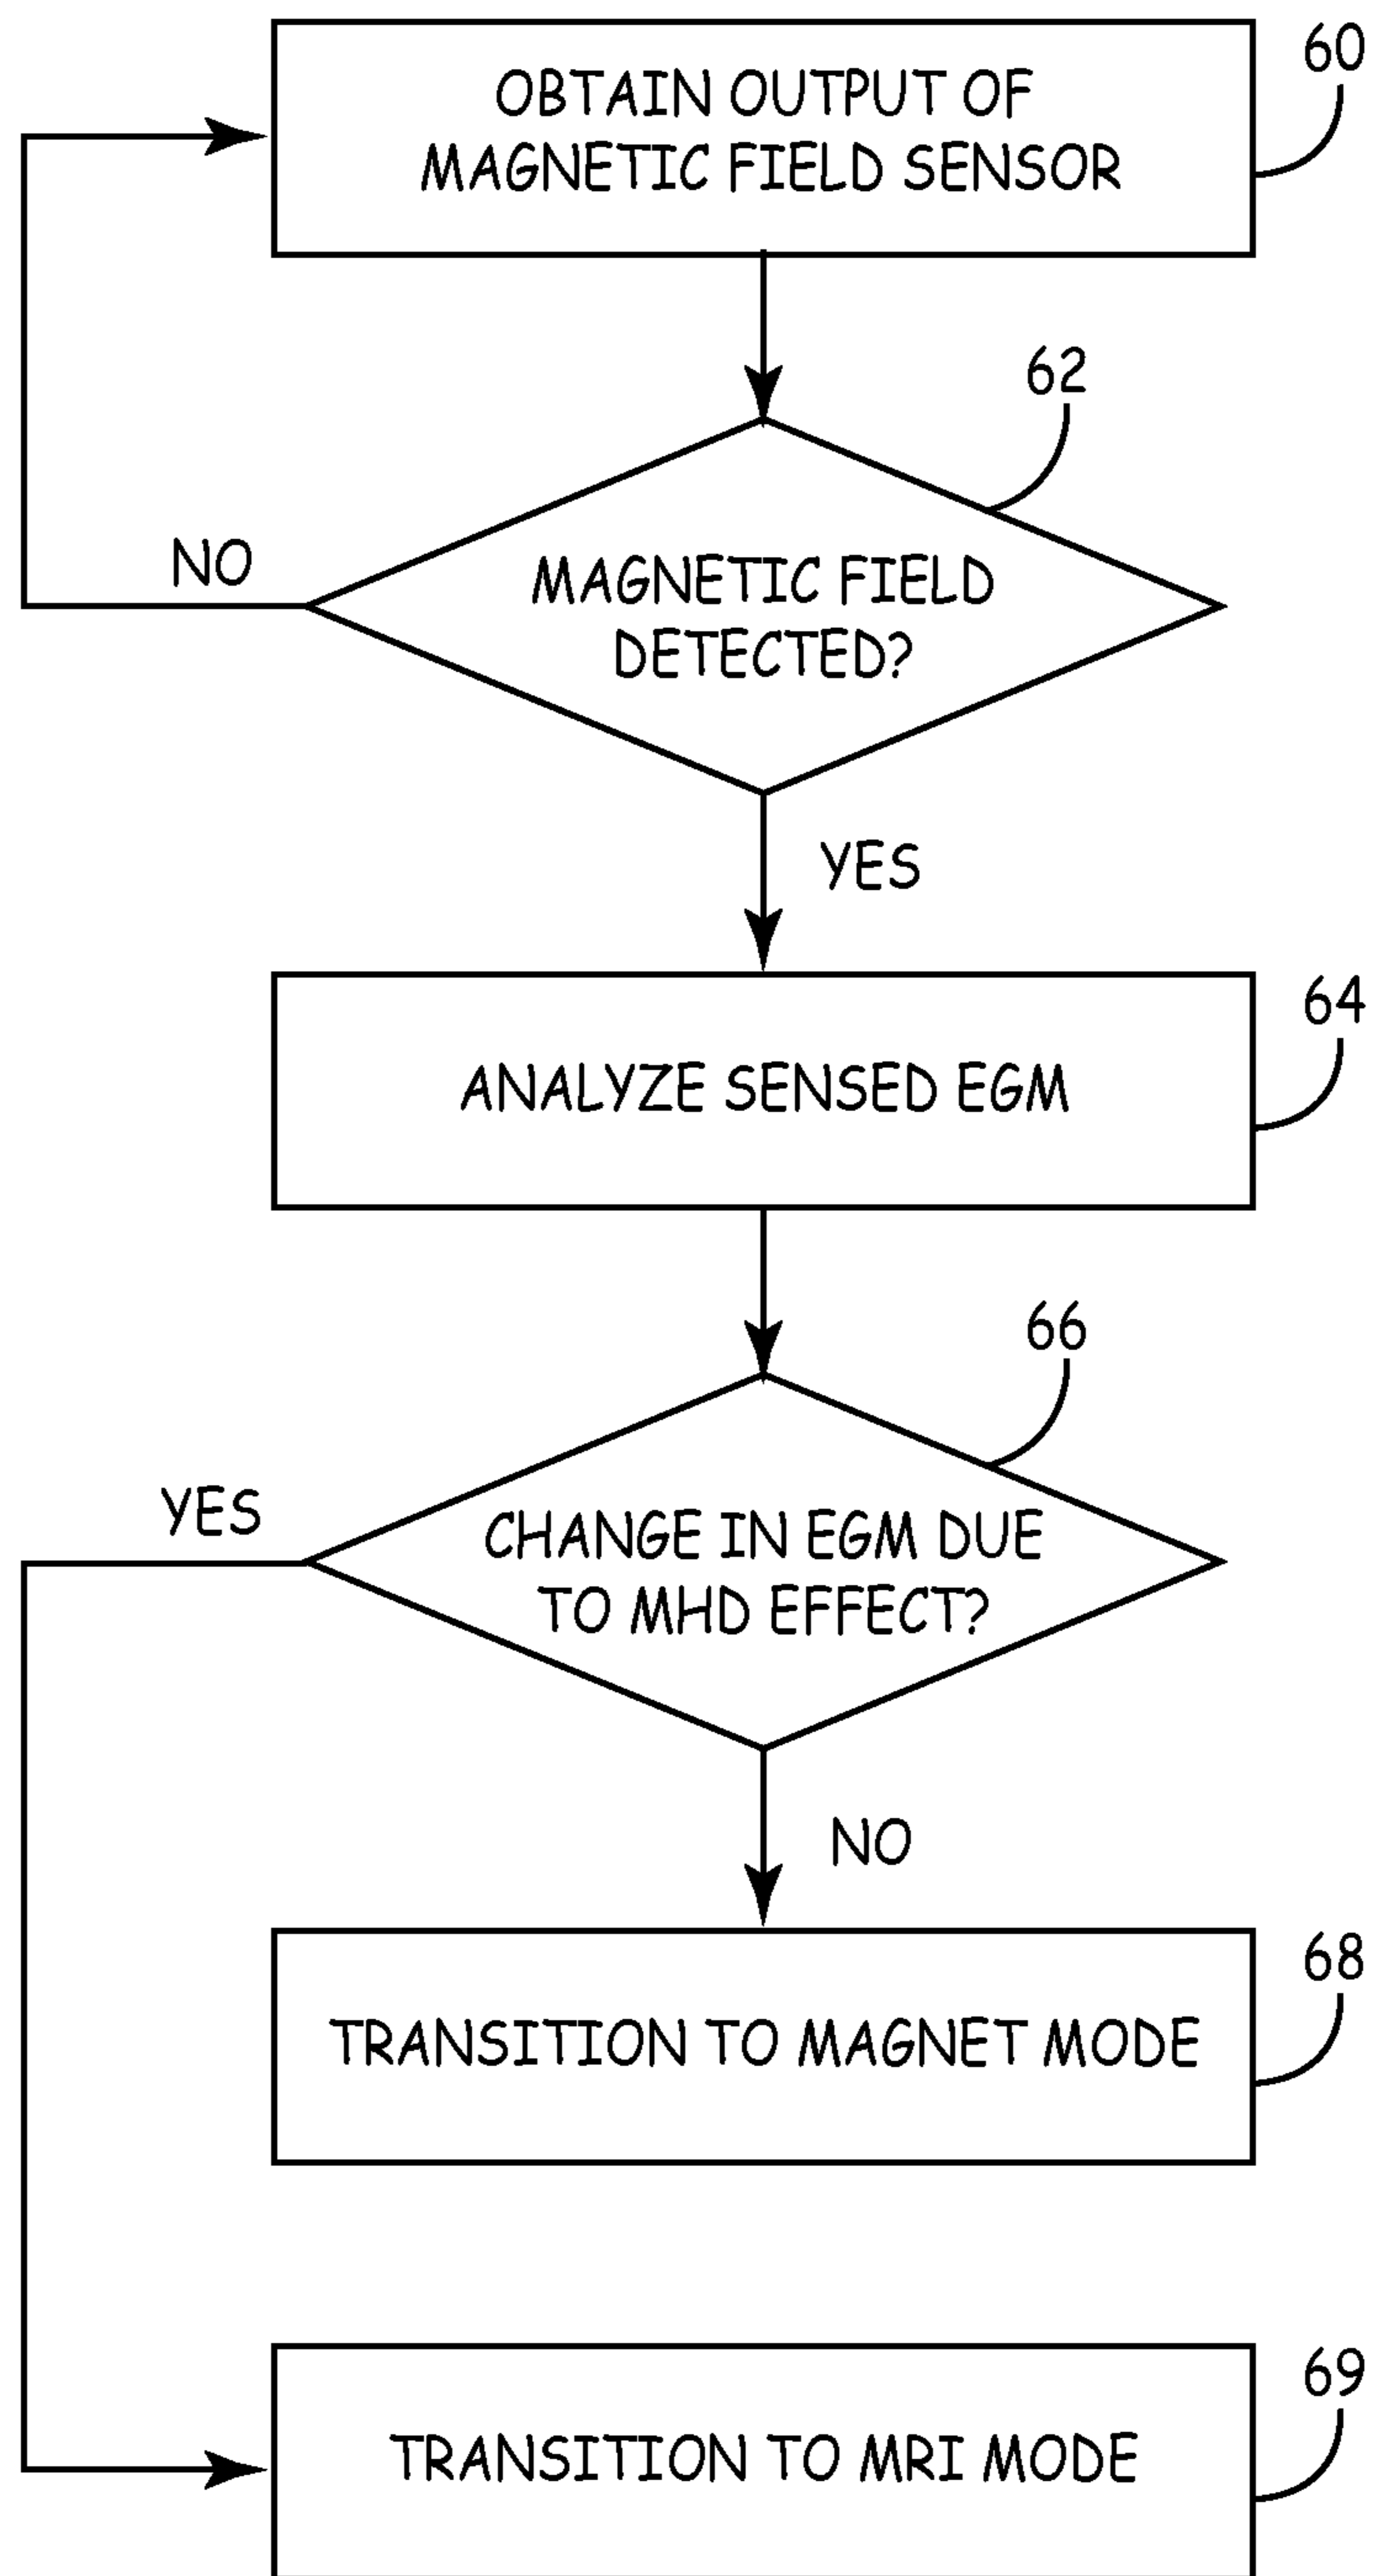 OBTAIN OUTPUT OF
MAGNETIC FIELD SENSOR
60
62
MAGNETIC FIELD
DETECTED?
NO
YES
64
ANALYZE SENSED EGM
66
CHANGE IN EGM DUE
TO MHD EFFECT?
YES
NO
68
TRANSITION TO MAGNET MODE
69
TRANSITION TO MRI MODE